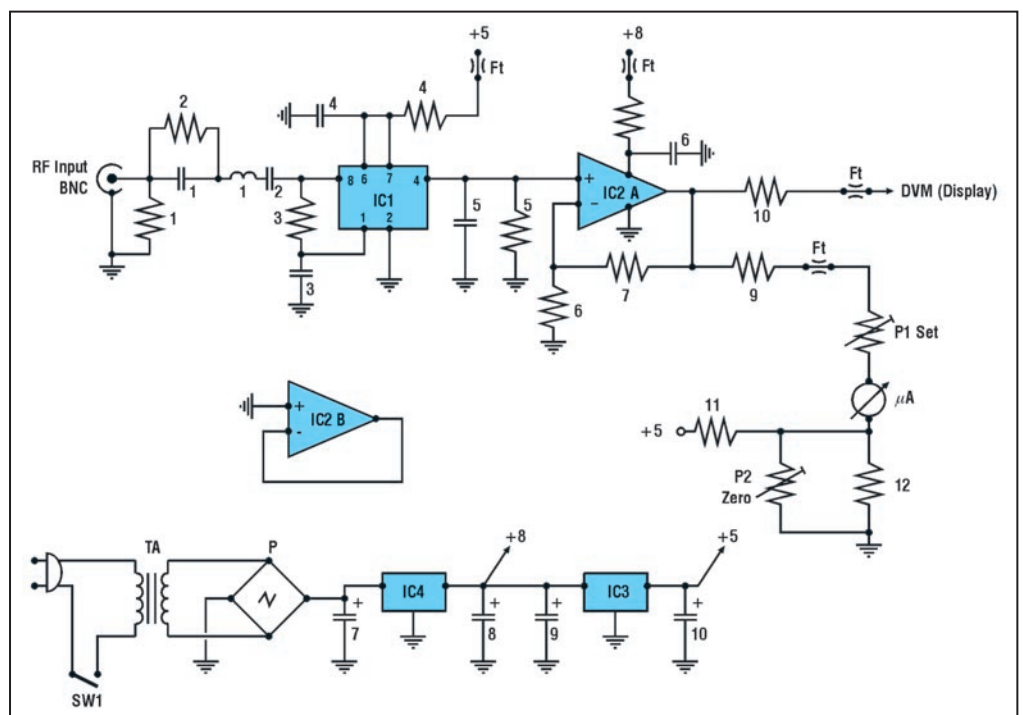 +5
+8
Ft
Ft
2
4
4
6
RF Input
BNC
1
1
2
8
6
7
4
IC1
1
2
3
3
1
5
5
+
−
IC2 A
10
Ft
DVM (Display)
7
9
Ft
6
P1 Set
µA
IC2 B
+
-
+5
11
P2
Zero
12
TA
P
+8
+5
IC4
IC3
+
7
+
8
+
9
+
10
SW1